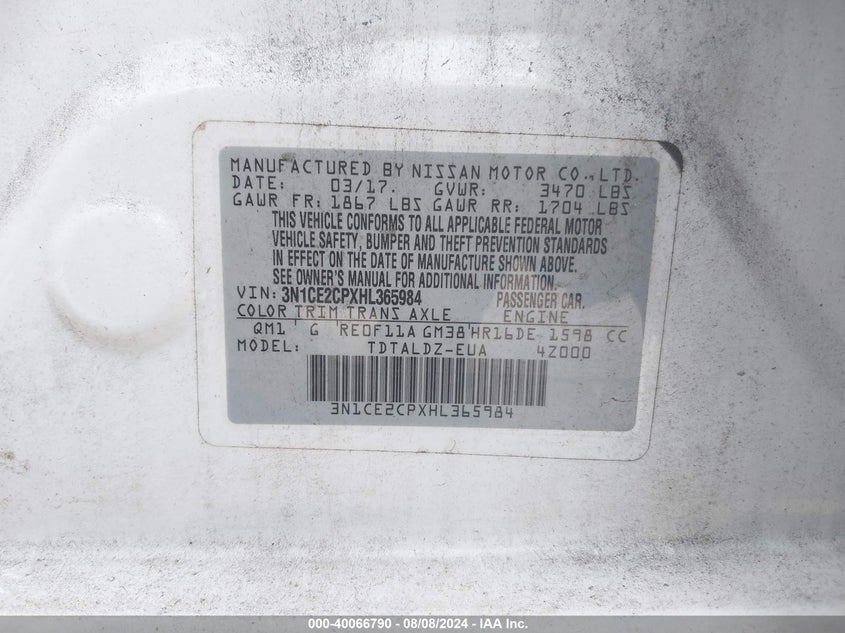 MANUFACTURED BY NISSAN MOTOR CO.,LTD.
DATE: 03/17. GVWR: 3470 LBS
GAWR FR: 1867 LBS GAWR RR: 1704 LBS
THIS VEHICLE CONFORMS TO ALL APPLICABLE FEDERAL MOTOR
VEHICLE SAFETY, BUMPER AND THEFT PREVENTION STANDARDS
IN EFFECT ON THE DATE OF MANUFACTURE SHOWN ABOVE.
SEE OWNER'S MANUAL FOR ADDITIONAL INFORMATION.
VIN: 3N1CE2CPXHL365984 PASSENGER CAR.
COLOR TRIM TRANS AXLE ENGINE
QM1 G RE0F11A GM38 HR16DE 1598 CC
MODEL: TDTALDZ-EUA 4Z000
3N1CE2CPXHL365984
000-40066790 - 08/08/2024 - IAA Inc.